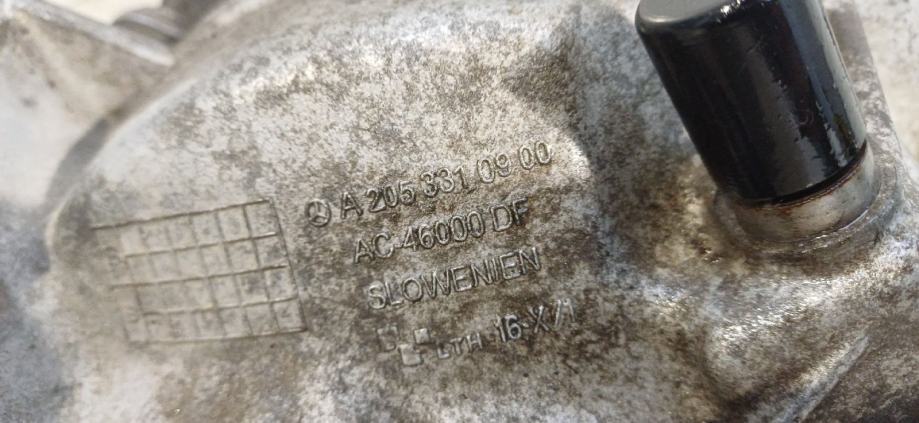 A 205 331 09 00
AC-46000 DF
SLOWENIEN
LTH 16-X/1